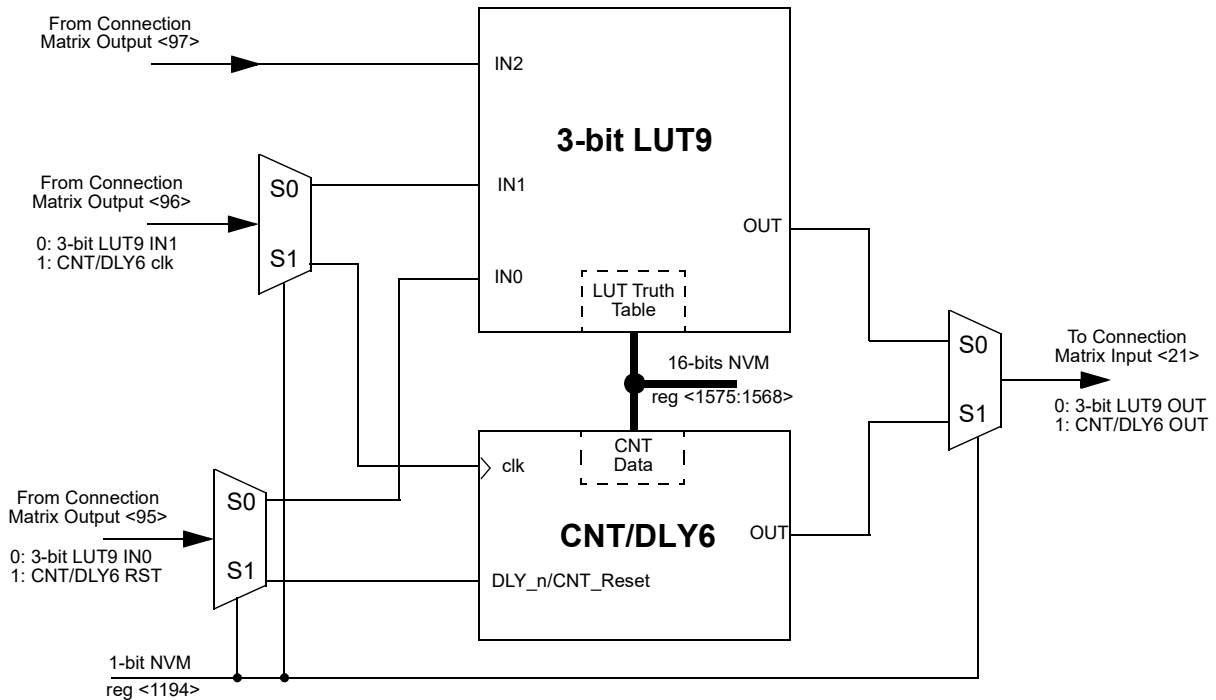 From Connection
Matrix Output <97>
IN2
3-bit LUT9
From Connection
Matrix Output <96>
0: 3-bit LUT9 IN1
1: CNT/DLY6 clk
S0
S1
IN1
IN0
OUT
LUT Truth
Table
16-bits NVM
reg <1575:1568>
S0
S1
To Connection
Matrix Input <21>
0: 3-bit LUT9 OUT
1: CNT/DLY6 OUT
CNT
Data
clk
From Connection
Matrix Output <95>
0: 3-bit LUT9 IN0
1: CNT/DLY6 RST
S0
S1
CNT/DLY6
OUT
DLY_n/CNT_Reset
1-bit NVM
reg <1194>